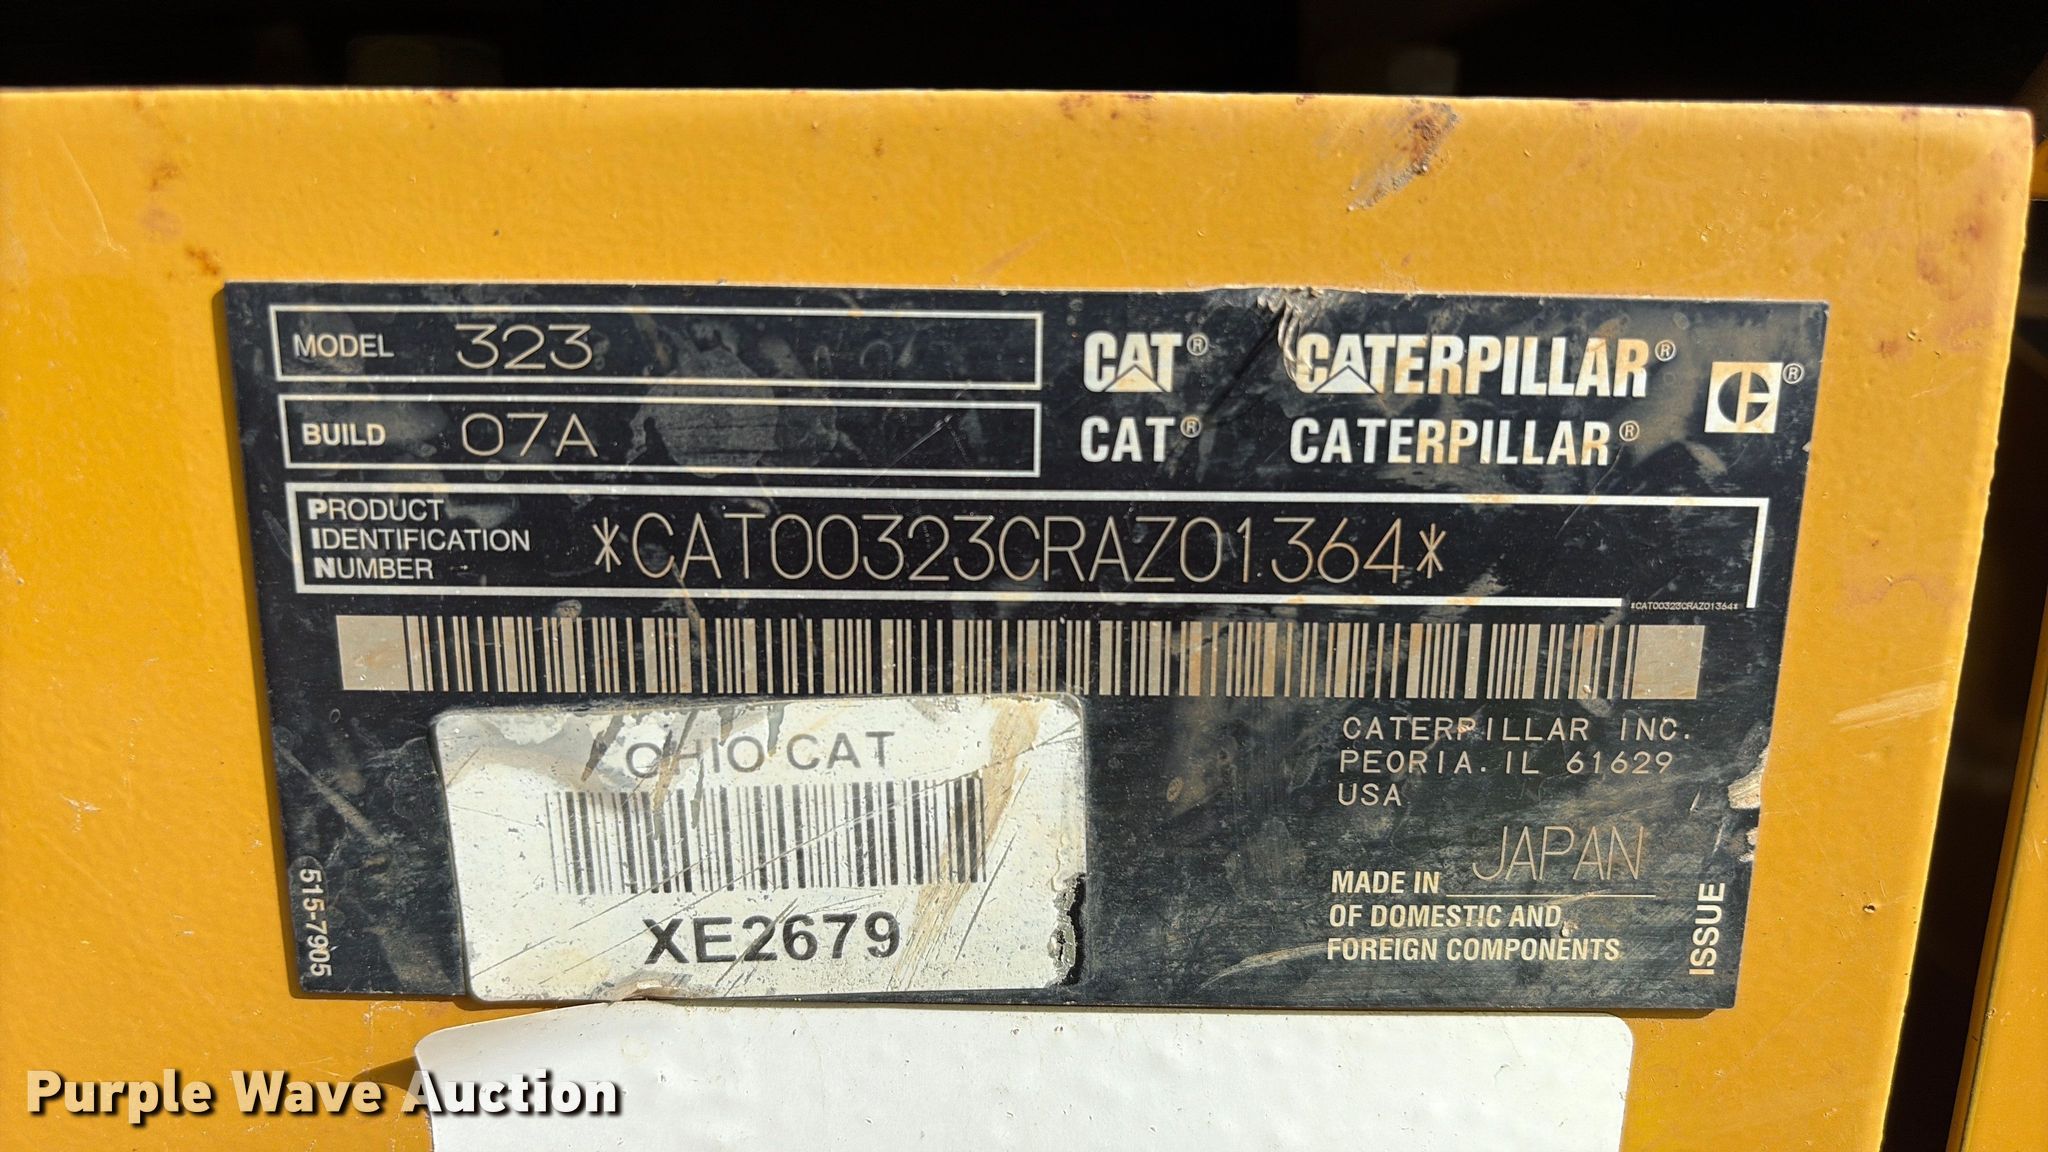 MODEL 323
BUILD 07A
CAT® CATERPILLAR® ®
CAT® CATERPILLAR®
PRODUCT
IDENTIFICATION
NUMBER
*CAT00323CRAZ01364*
*CAT00323CRAZ01364*
OHIO CAT
XE2679
CATERPILLAR INC.
PEORIA. IL 61629
USA
MADE IN JAPAN
OF DOMESTIC AND
FOREIGN COMPONENTS
ISSUE
515-7905
Purple Wave Auction